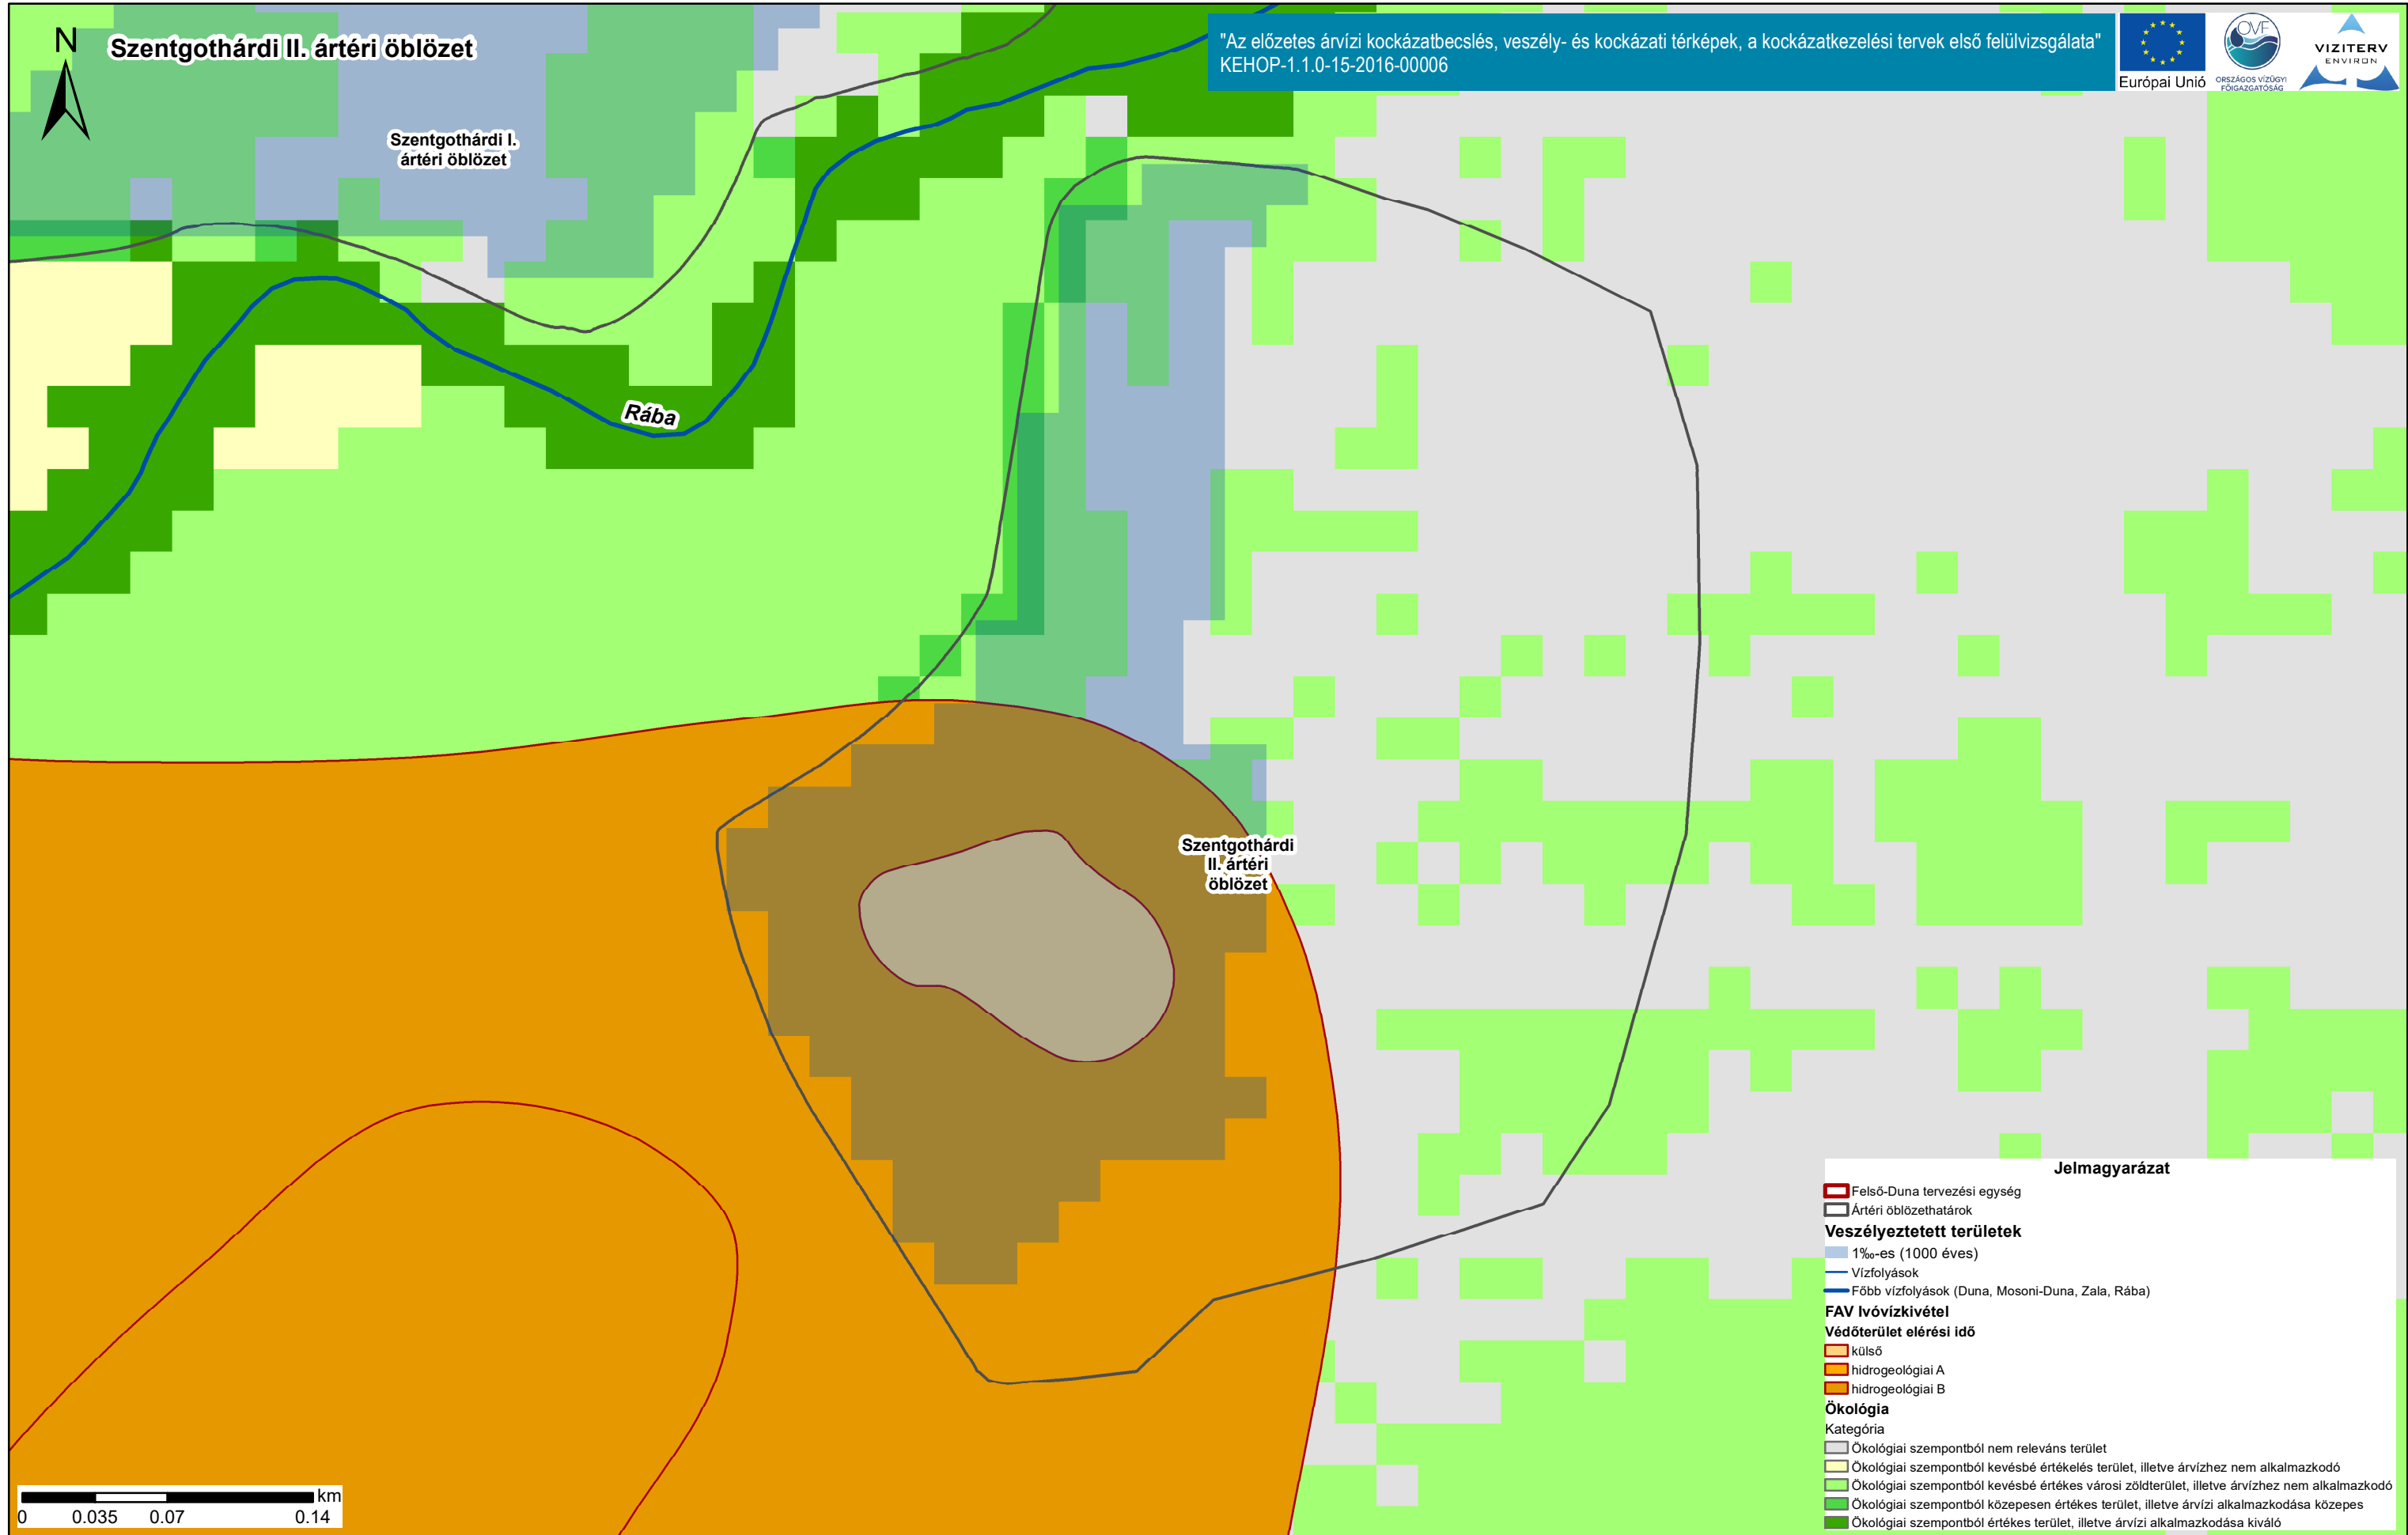 N
Szentgothárdi II. ártéri öblözet
"Az előzetes árvízi kockázatbecslés, veszély- és kockázati térképek, a kockázatkezelési tervek első felülvizsgálata"
KEHOP-1.1.0-15-2016-00006
Európai Unió
OVF
ORSZÁGOS VÍZÜGYI
FŐIGAZGATÓSÁG
VIZITERV
ENVIRON
Szentgothárdi I.
ártéri öblözet
Rába
Szentgothárdi
II. ártéri
öblözet
Jelmagyarázat
Felső-Duna tervezési egység
Ártéri öblözethatárok
Veszélyeztetett területek
1‰-es (1000 éves)
Vízfolyások
Főbb vízfolyások (Duna, Mosoni-Duna, Zala, Rába)
FAV Ivóvízkivétel
Védőterület elérési idő
külső
hidrogeológiai A
hidrogeológiai B
Ökológia
Kategória
Ökológiai szempontból nem releváns terület
Ökológiai szempontból kevésbé értékelés terület, illetve árvízhez nem alkalmazkodó
Ökológiai szempontból kevésbé értékes városi zöldterület, illetve árvízhez nem alkalmazkodó
Ökológiai szempontból közepesen értékes terület, illetve árvízi alkalmazkodása közepes
Ökológiai szempontból értékes terület, illetve árvízi alkalmazkodása kiváló
km
0 0.035 0.07 0.14